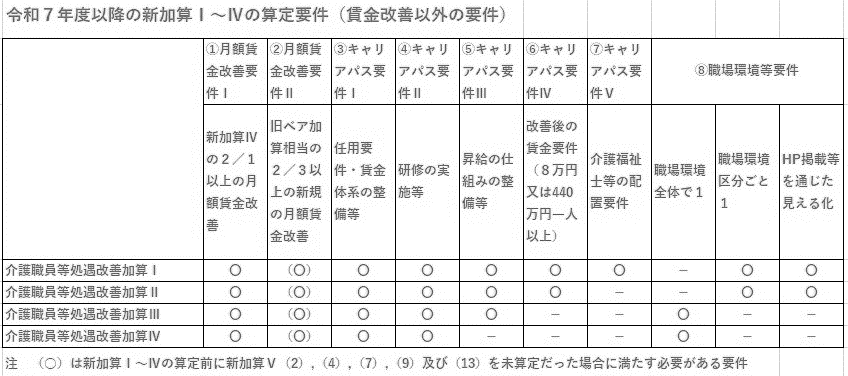 令和７年度以降の新加算Ⅰ～Ⅳの算定要件（賃金改善以外の要件）
①月額賃
金改善要
件Ⅰ
②月額賃
金改善要
件Ⅱ
③キャリ
アパス要
件Ⅰ
④キャリ
アパス要
件Ⅱ
⑤キャリ
アパス要
件Ⅲ
⑥キャリ
アパス要
件Ⅳ
⑦キャリ
アパス要
件Ⅴ
⑧職場環境等要件
新加算Ⅳ
の２／1
以上の月
額賃金改
善
旧ベア加
算相当の
２／３以
上の新規
の月額賃
金改善
任用要
件・賃金
体系の整
備等
研修の実
施等
昇給の仕
組みの整
備等
改善後の
賃金要件
（８万円
又は440
万円一人
以上）
介護福祉
士等の配
置要件
職場環境
全体で１
職場環境
区分ごと
1
HP掲載等
を通じた
見える化
介護職員等処遇改善加算Ⅰ 〇 （〇） 〇 〇 〇 〇 〇 － 〇 〇
介護職員等処遇改善加算Ⅱ 〇 （〇） 〇 〇 〇 〇 － － 〇 〇
介護職員等処遇改善加算Ⅲ 〇 （〇） 〇 〇 〇 － － 〇 － －
介護職員等処遇改善加算Ⅳ 〇 （〇） 〇 〇 － － － 〇 － －
注　（○）は新加算Ⅰ～Ⅳの算定前に新加算Ⅴ（2）,（4）,（7）,（9）及び（13）を未算定だった場合に満たす必要がある要件